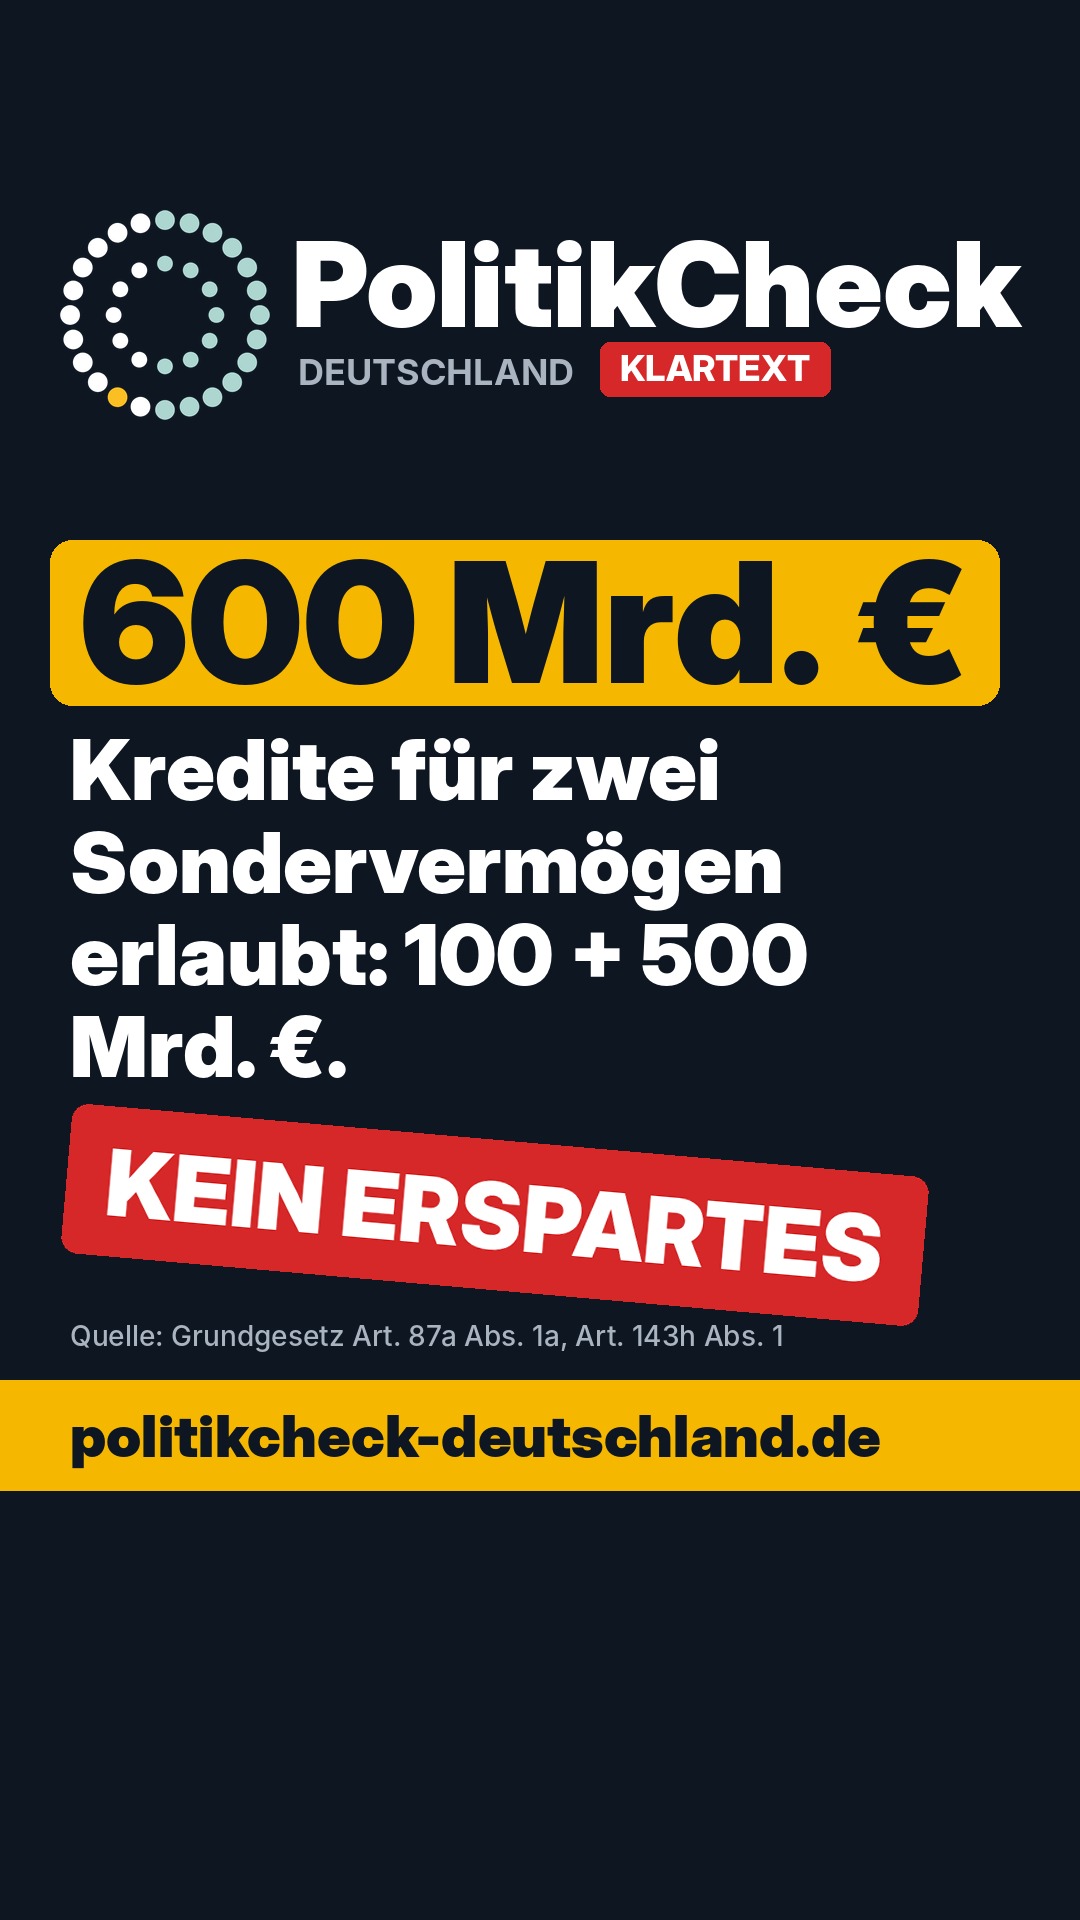 PolitikCheck
DEUTSCHLAND KLARTEXT
600 Mrd. €
Kredite für zwei
Sondervermögen
erlaubt: 100 + 500
Mrd. €.
KEIN ERSPARTES
Quelle: Grundgesetz Art. 87a Abs. 1a, Art. 143h Abs. 1
politikcheck-deutschland.de